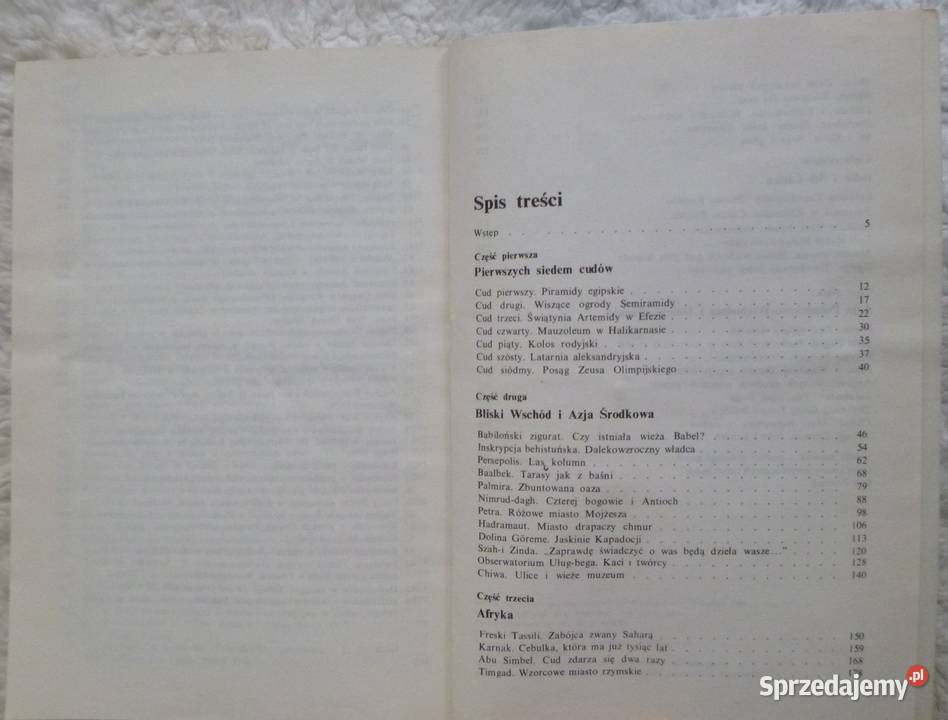 Spis treści
Wstęp . . . . . . . . . . . . . . . . . . . . . . 5
Część pierwsza
Pierwszych siedem cudów
Cud pierwszy. Piramidy egipskie . . . . . . . . . . . . . 12
Cud drugi. Wiszące ogrody Semiramidy . . . . . . . . . . . 17
Cud trzeci. Świątynia Artemidy w Efezie . . . . . . . . . . . 22
Cud czwarty. Mauzoleum w Halikarnasie . . . . . . . . . . . 30
Cud piąty. Kolos rodyjski . . . . . . . . . . . . . . . 35
Cud szósty. Latarnia aleksandryjska . . . . . . . . . . . . 37
Cud siódmy. Posąg Zeusa Olimpijskiego . . . . . . . . . . . 40
Część druga
Bliski Wschód i Azja Środkowa
Babiloński zigurat. Czy istniała wieża Babel? . . . . . . . . . 46
Inskrypcja behistuńska. Dalekowzroczny władca . . . . . . . . . 54
Persepolis. Las kolumn . . . . . . . . . . . . . . . 62
Baalbek. Tarasy jak z baśni . . . . . . . . . . . . . . 68
Palmira. Zbuntowana oaza . . . . . . . . . . . . . . 79
Nimrud-dagh. Czterej bogowie i Antioch . . . . . . . . . . . 88
Petra. Różowe miasto Mojżesza . . . . . . . . . . . . . 98
Hadramaut. Miasto drapaczy chmur . . . . . . . . . . . . 106
Dolina Göreme. Jaskinie Kapadocji . . . . . . . . . . . . 113
Szah-i Zinda. „Zaprawdę świadczyć o was będą dzieła wasze...” . . . . 120
Obserwatorium Uług-bega. Kaci i twórcy . . . . . . . . . . . 128
Chiwa. Ulice i wieże muzeum . . . . . . . . . . . . . 140
Część trzecia
Afryka
Freski Tassili. Zabójca zwany Saharą . . . . . . . . . . . . 150
Karnak. Cebulka, która ma już tysiąc lat . . . . . . . . . . . 159
Abu Simbel. Cud zdarza się dwa razy . . . . . . . . . . . 168
Timgad. Wzorcowe miasto rzymskie . . . . . . . . . . . .
Sprzedajemy.pl